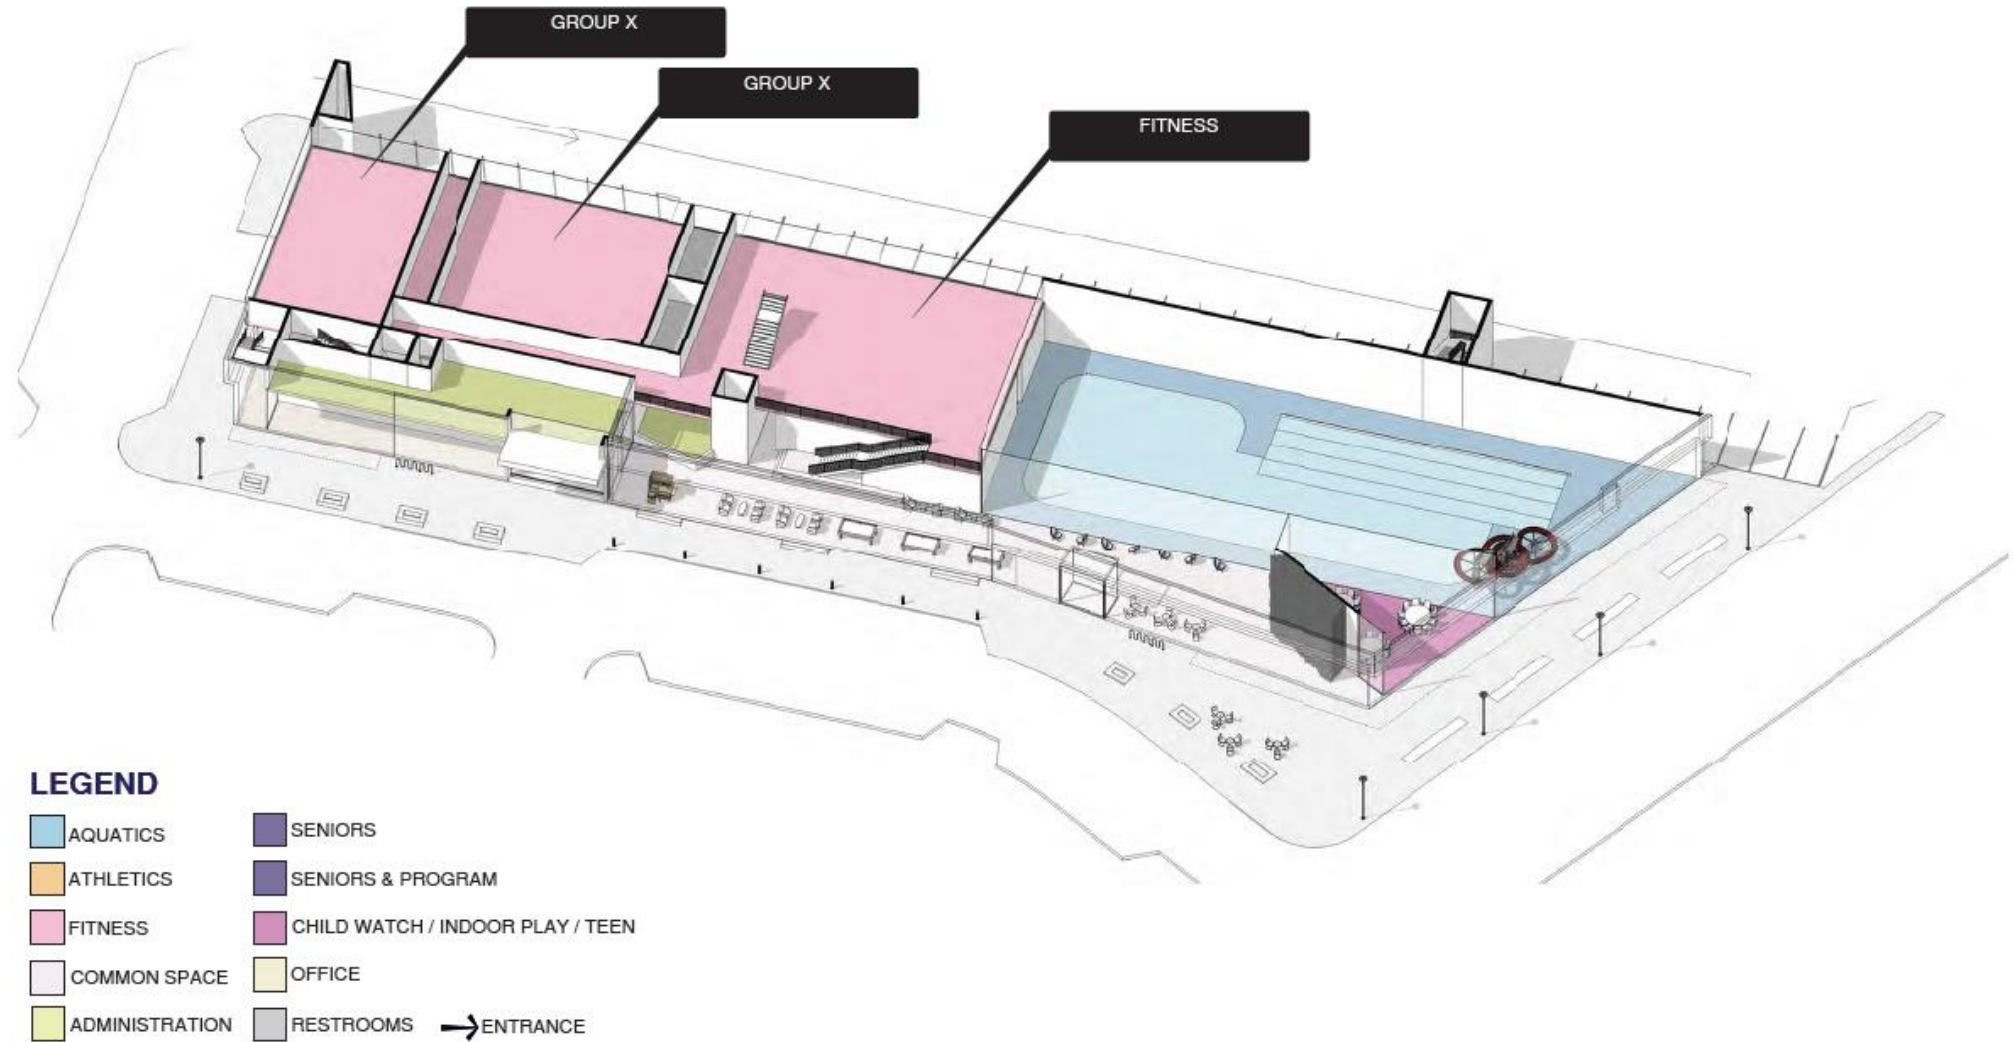 GROUP X
GROUP X
FITNESS
LEGEND
AQUATICS
ATHLETICS
FITNESS
COMMON SPACE
ADMINISTRATION
SENIORS
SENIORS & PROGRAM
CHILD WATCH / INDOOR PLAY / TEEN
OFFICE
RESTROOMS
ENTRANCE